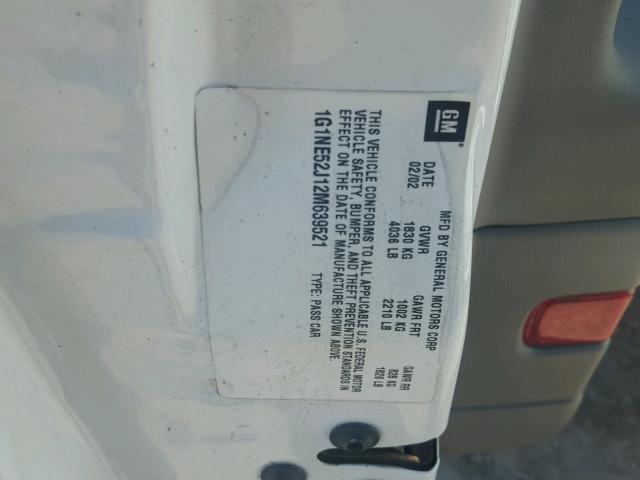 GM
MFD BY GENERAL MOTORS CORP
DATE GVWR GAWR FRT GAWR RR
02/02 1830 KG 1002 KG 828 KG
4036 LB 2210 LB 1826 LB
THIS VEHICLE CONFORMS TO ALL APPLICABLE U.S. FEDERAL MOTOR
VEHICLE SAFETY, BUMPER, AND THEFT PREVENTION STANDARDS IN
EFFECT ON THE DATE OF MANUFACTURE SHOWN ABOVE.
1G1NE52J12M639521 TYPE: PASS CAR